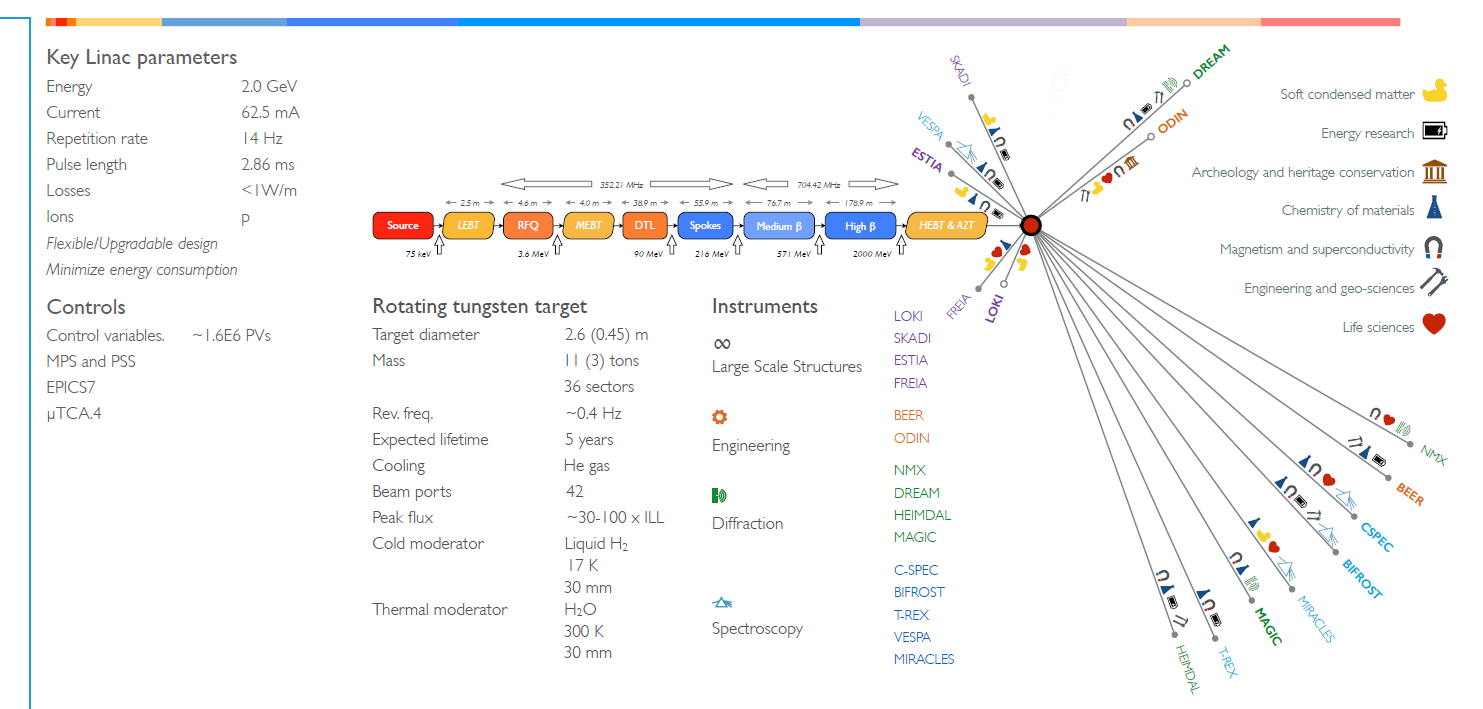 Key Linac parameters
Energy 2.0 GeV
Current 62.5 mA
Repetition rate 14 Hz
Pulse length 2.86 ms
Losses <1W/m
Ions p
Flexible/Upgradable design
Minimize energy consumption
Controls
Control variables. ~1.6E6 PVs
MPS and PSS
EPICS7
µTCA.4
352.21 MHz 704.42 MHz
2.5 m 4.6 m 4.0 m 38.9 m 55.9 m 76.7 m 178.9 m
Source LEBT RFQ MEBT DTL Spokes Medium β High β HEBT & A2T
75 keV 3.6 MeV 90 MeV 216 MeV 571 MeV 2000 MeV
Rotating tungsten target
Target diameter 2.6 (0.45) m
Mass 11 (3) tons
36 sectors
Rev. freq. ~0.4 Hz
Expected lifetime 5 years
Cooling He gas
Beam ports 42
Peak flux ~30-100 x ILL
Cold moderator Liquid H2
17 K
30 mm
Thermal moderator H2O
300 K
30 mm
Instruments
Large Scale Structures
Engineering
Diffraction
Spectroscopy
LOKI
SKADI
ESTIA
FREIA
BEER
ODIN
NMX
DREAM
HEIMDAL
MAGIC
C-SPEC
BIFROST
T-REX
VESPA
MIRACLES
SKADI
VESPA
ESTIA
FREIA
LOKI
DREAM
ODIN
NMX
BEER
CSPEC
BIFROST
MIRACLES
MAGIC
T-REX
HEIMDAL
Soft condensed matter
Energy research
Archeology and heritage conservation
Chemistry of materials
Magnetism and superconductivity
Engineering and geo-sciences
Life sciences